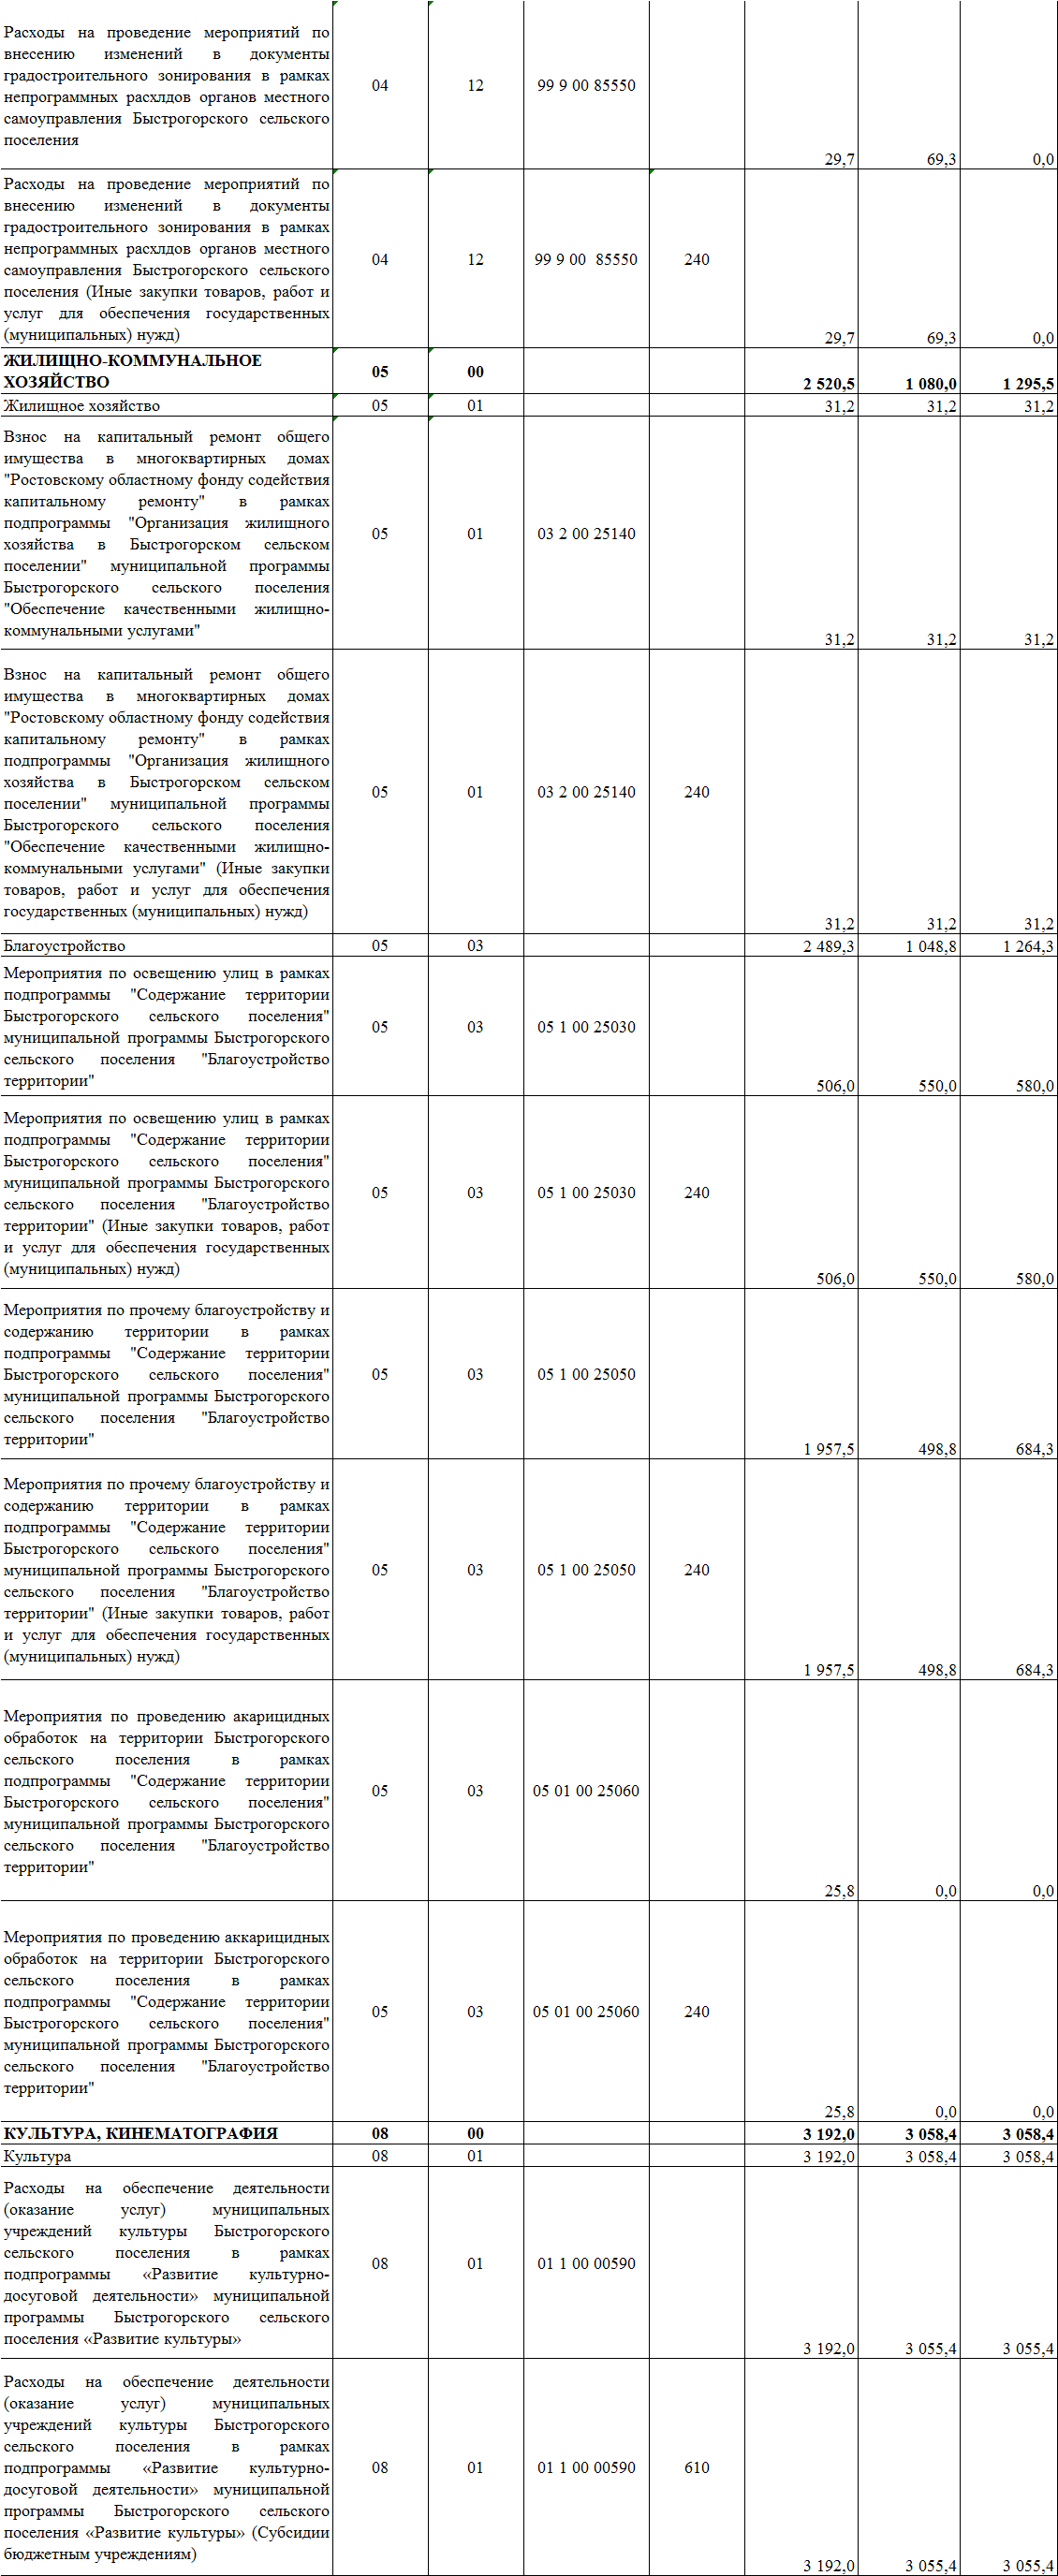 Расходы на проведение мероприятий по
внесению изменений в документы
градостроительного зонирования в рамках
непрограммных расхлдов органов местного
самоуправления Быстрогорского сельского
поселения
04 12 99 9 00 85550
29,7 69,3 0,0
Расходы на проведение мероприятий по
внесению изменений в документы
градостроительного зонирования в рамках
непрограммных расхлдов органов местного
самоуправления Быстрогорского сельского
поселения (Иные закупки товаров, работ и
услуг для обеспечения государственных
(муниципальных) нужд)
04 12 99 9 00 85550 240
29,7 69,3 0,0
ЖИЛИЩНО-КОММУНАЛЬНОЕ
ХОЗЯЙСТВО
05 00
2 520,5 1 080,0 1 295,5
Жилищное хозяйство 05 01 31,2 31,2 31,2
Взнос на капитальный ремонт общего
имущества в многоквартирных домах
"Ростовскому областному фонду содействия
капитальному ремонту" в рамках
подпрограммы "Организация жилищного
хозяйства в Быстрогорском сельском
поселении" муниципальной программы
Быстрогорского сельского поселения
"Обеспечение качественными жилищно-
коммунальными услугами"
05 01 03 2 00 25140
31,2 31,2 31,2
Взнос на капитальный ремонт общего
имущества в многоквартирных домах
"Ростовскому областному фонду содействия
капитальному ремонту" в рамках
подпрограммы "Организация жилищного
хозяйства в Быстрогорском сельском
поселении" муниципальной программы
Быстрогорского сельского поселения
"Обеспечение качественными жилищно-
коммунальными услугами" (Иные закупки
товаров, работ и услуг для обеспечения
государственных (муниципальных) нужд)
05 01 03 2 00 25140 240
31,2 31,2 31,2
Благоустройство 05 03 2 489,3 1 048,8 1 264,3
Мероприятия по освещению улиц в рамках
подпрограммы "Содержание территории
Быстрогорского сельского поселения"
муниципальной программы Быстрогорского
сельского поселения "Благоустройство
территории"
05 03 05 1 00 25030
506,0 550,0 580,0
Мероприятия по освещению улиц в рамках
подпрограммы "Содержание территории
Быстрогорского сельского поселения"
муниципальной программы Быстрогорского
сельского поселения "Благоустройство
территории" (Иные закупки товаров, работ
и услуг для обеспечения государственных
(муниципальных) нужд)
05 03 05 1 00 25030 240
506,0 550,0 580,0
Мероприятия по прочему благоустройству и
содержанию территории в рамках
подпрограммы "Содержание территории
Быстрогорского сельского поселения"
муниципальной программы Быстрогорского
сельского поселения "Благоустройство
территории"
05 03 05 1 00 25050
1 957,5 498,8 684,3
Мероприятия по прочему благоустройству и
содержанию территории в рамках
подпрограммы "Содержание территории
Быстрогорского сельского поселения"
муниципальной программы Быстрогорского
сельского поселения "Благоустройство
территории" (Иные закупки товаров, работ
и услуг для обеспечения государственных
(муниципальных) нужд)
05 03 05 1 00 25050 240
1 957,5 498,8 684,3
Мероприятия по проведению акарицидных
обработок на территории Быстрогорского
сельского поселения в рамках
подпрограммы "Содержание территории
Быстрогорского сельского поселения"
муниципальной программы Быстрогорского
сельского поселения "Благоустройство
территории"
05 03 05 01 00 25060
25,8 0,0 0,0
Мероприятия по проведению аккарицидных
обработок на территории Быстрогорского
сельского поселения в рамках
подпрограммы "Содержание территории
Быстрогорского сельского поселения"
муниципальной программы Быстрогорского
сельского поселения "Благоустройство
территории"
05 03 05 01 00 25060 240
25,8 0,0 0,0
КУЛЬТУРА, КИНЕМАТОГРАФИЯ 08 00 3 192,0 3 058,4 3 058,4
Культура 08 01 3 192,0 3 058,4 3 058,4
Расходы на обеспечение деятельности
(оказание услуг) муниципальных
учреждений культуры Быстрогорского
сельского поселения в рамках
подпрограммы «Развитие культурно-
досуговой деятельности» муниципальной
программы Быстрогорского сельского
поселения «Развитие культуры»
08 01 01 1 00 00590
3 192,0 3 055,4 3 055,4
Расходы на обеспечение деятельности
(оказание услуг) муниципальных
учреждений культуры Быстрогорского
сельского поселения в рамках
подпрограммы «Развитие культурно-
досуговой деятельности» муниципальной
программы Быстрогорского сельского
поселения «Развитие культуры» (Субсидии
бюджетным учреждениям)
08 01 01 1 00 00590 610
3 192,0 3 055,4 3 055,4